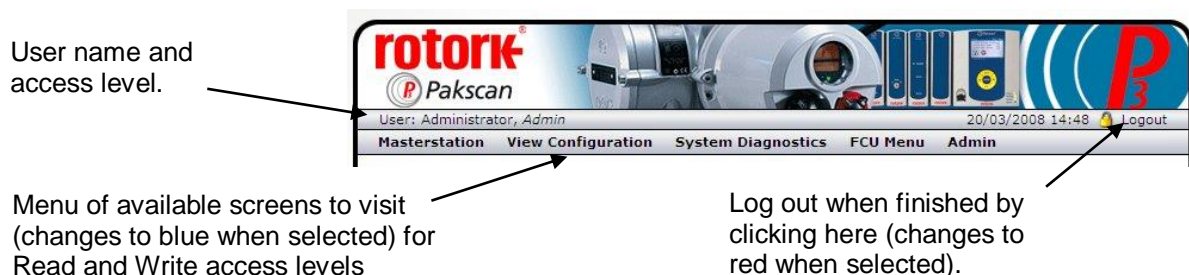 User name and
access level.
rotork
Pakscan
P3
User: Administrator, Admin
20/03/2008 14:48 Logout
Masterstation View Configuration System Diagnostics FCU Menu Admin
Menu of available screens to visit
(changes to blue when selected) for
Read and Write access levels
Log out when finished by
clicking here (changes to
red when selected).